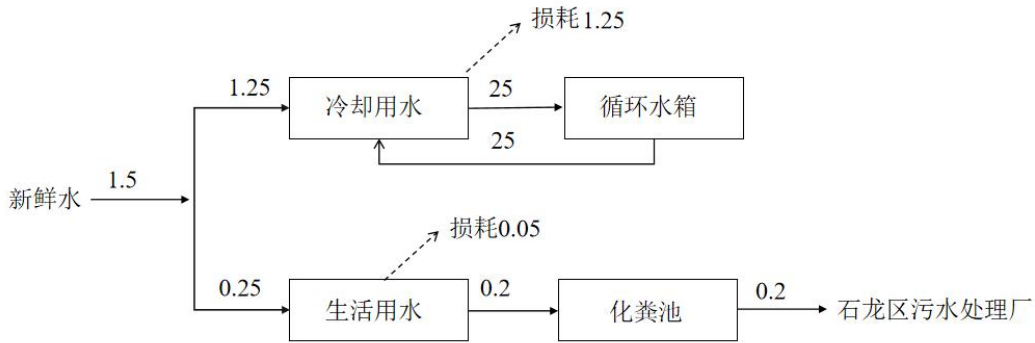 损耗1.25
1.25
冷却用水
25
循环水箱
25
新鲜水
1.5
损耗0.05
0.25
生活用水
0.2
化粪池
0.2
石龙区污水处理厂